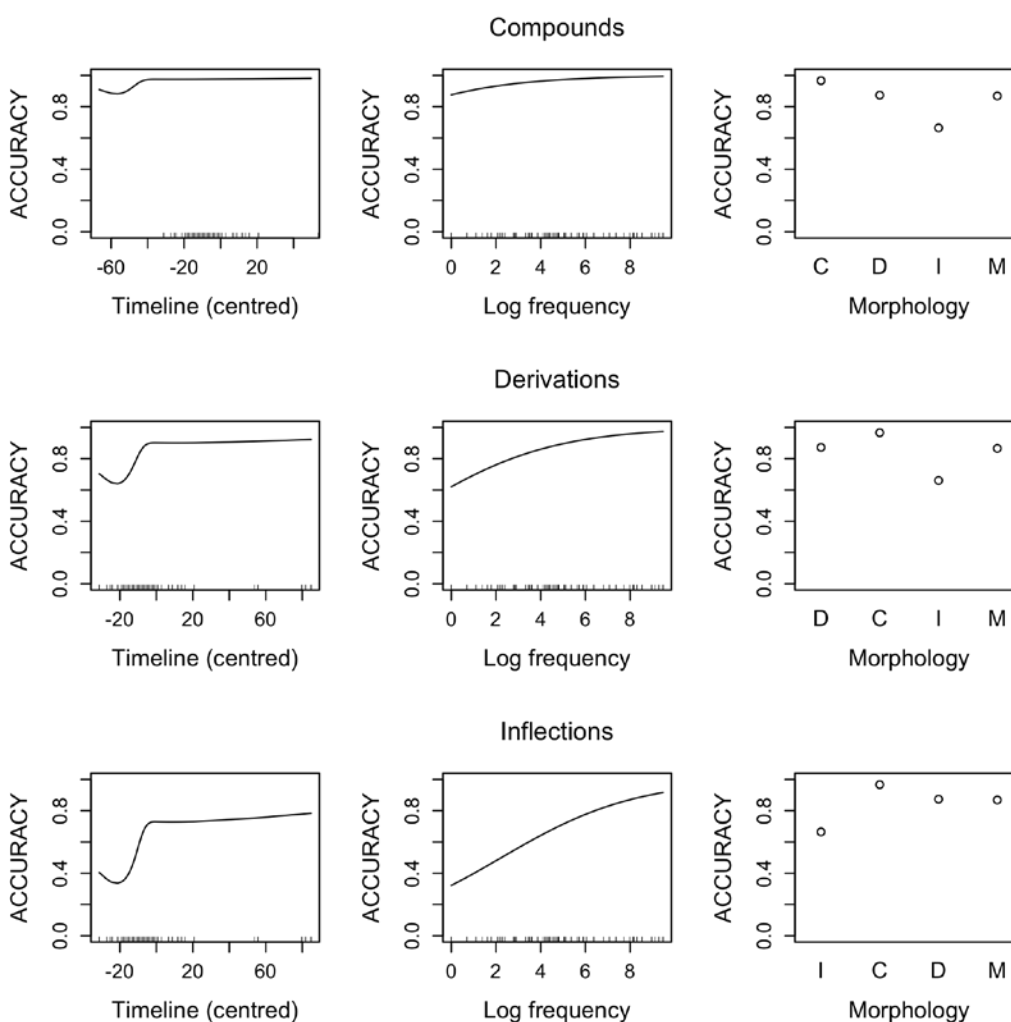 Compounds
ACCURACY
0.0 0.4 0.8
-60 -20 20
Timeline (centred)
ACCURACY
0.0 0.4 0.8
0 2 4 6 8
Log frequency
ACCURACY
0.0 0.4 0.8
C D I M
Morphology
Derivations
ACCURACY
0.0 0.4 0.8
-20 20 60
Timeline (centred)
ACCURACY
0.0 0.4 0.8
0 2 4 6 8
Log frequency
ACCURACY
0.0 0.4 0.8
D C I M
Morphology
Inflections
ACCURACY
0.0 0.4 0.8
-20 20 60
Timeline (centred)
ACCURACY
0.0 0.4 0.8
0 2 4 6 8
Log frequency
ACCURACY
0.0 0.4 0.8
I C D M
Morphology